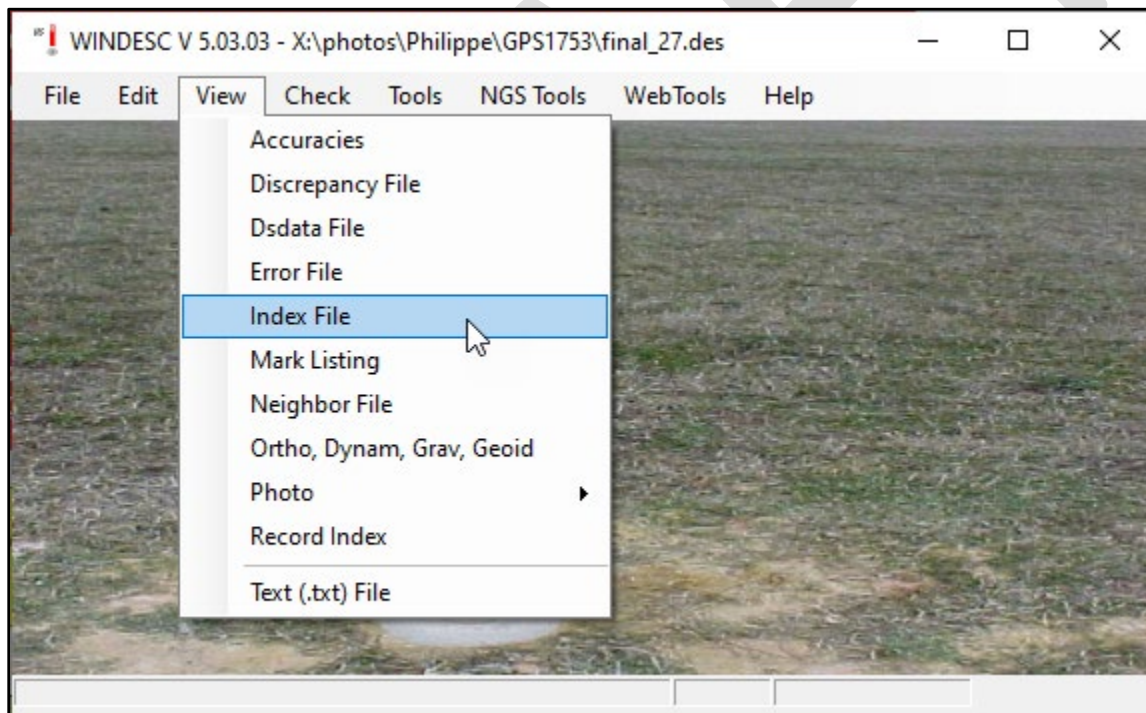 WINDESC V 5.03.03 - X:\photos\Philippe\GPS1753\final_27.des
File Edit View Check Tools NGS Tools WebTools Help
Accuracies
Discrepancy File
Dsdata File
Error File
Index File
Mark Listing
Neighbor File
Ortho, Dynam, Grav, Geoid
Photo
Record Index
Text (.txt) File